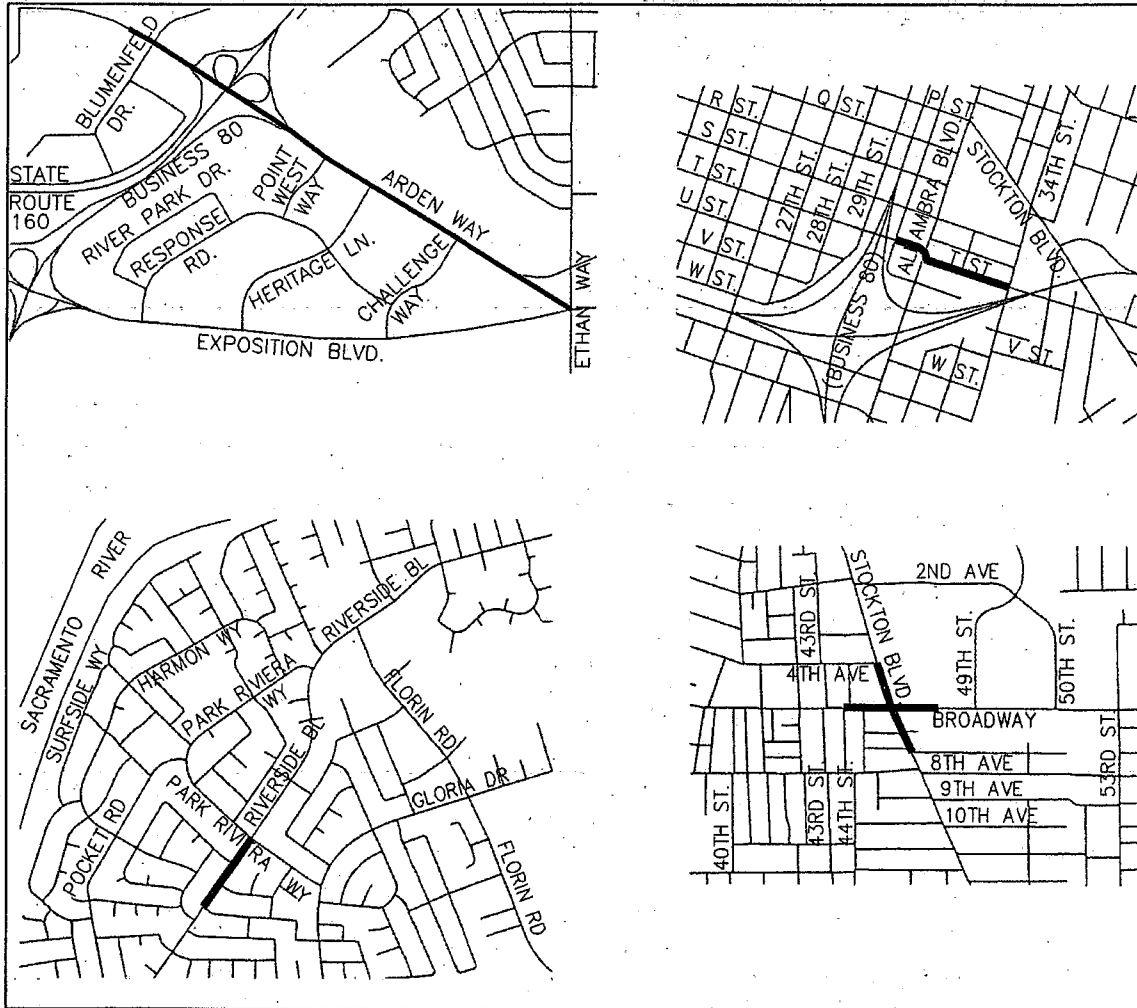 BLUMENFELD
DR.
STATE
ROUTE
160
BUSINESS 80
RIVER PARK DR.
RESPONSE
RD.
POINT
WEST
WAY
HERITAGE LN.
CHALLENGE
WAY
ARDEN WAY
EXPOSITION BLVD.
ETHAN WAY
R ST.
S ST.
T ST.
U ST.
V ST.
W ST.
Q ST.
P ST.
27TH ST.
28TH ST.
29TH ST.
ALHAMBRA BLVD.
STOCKTON BLVD.
34TH ST.
T ST.
(BUSINESS 80)
V ST.
W ST.
SACRAMENTO RIVER
SURFSIDE WY
HARMON WY
PARK RIVIERA
WY
RIVERSIDE BL
RIVERSIDE BL
FLORIN RD
GLORIA DR
PARK RIVIERA
WY
POCKET RD
FLORIN RD
STOCKTON BLVD
2ND AVE
43RD ST.
4TH AVE
49TH ST.
50TH ST.
BROADWAY
8TH AVE
9TH AVE
10TH AVE
40TH ST.
43RD ST.
44TH ST.
53RD ST.